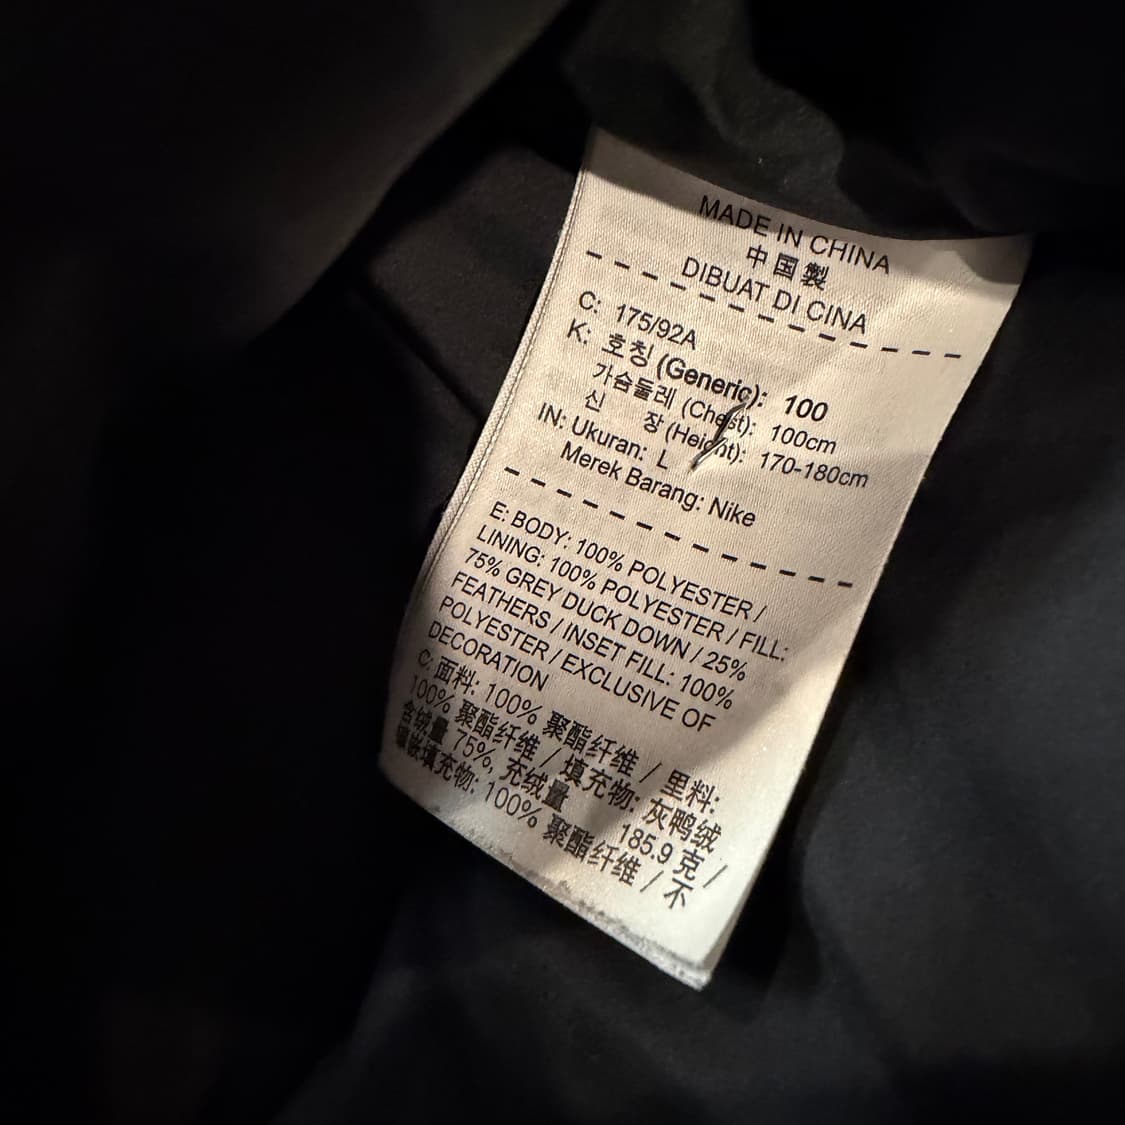 MADE IN CHINA
中国製
DIBUAT DI CINA
C: 175/92A
K: 호칭 (Generic): 100
가슴둘레 (Chest): 100cm
신 장 (Height): 170-180cm
IN: Ukuran: L
Merek Barang: Nike
E: BODY: 100% POLYESTER /
LINING: 100% POLYESTER / FILL:
75% GREY DUCK DOWN / 25%
FEATHERS / INSET FILL: 100%
POLYESTER / EXCLUSIVE OF
DECORATION
C: 面料: 100% 聚酯纤维 / 里料:
100% 聚酯纤维 / 填充物: 灰鸭绒
含绒量 75%, 充绒量 185.9 克 /
镶嵌填充物: 100% 聚酯纤维 / 不